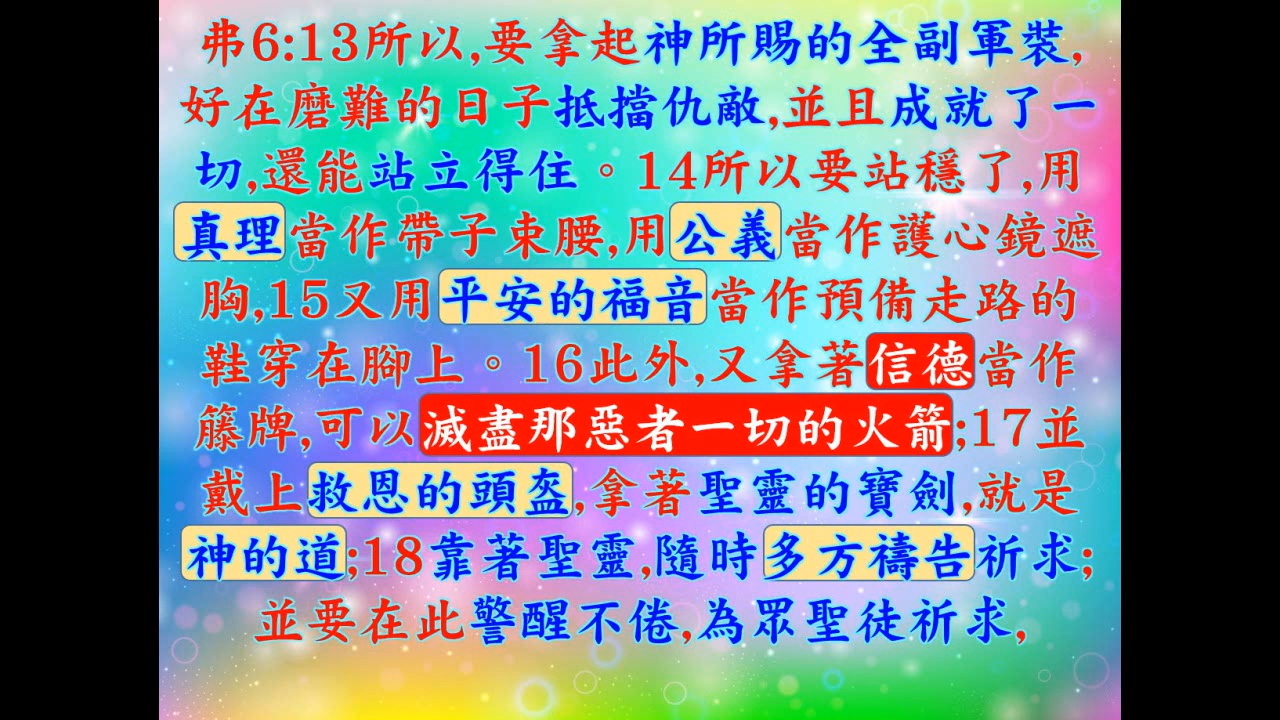 弗6:13所以,要拿起神所賜的全副軍裝,
好在磨難的日子抵擋仇敵,並且成就了一
切,還能站立得住。14所以要站穩了,用
真理當作帶子束腰,用公義當作護心鏡遮
胸,15又用平安的福音當作預備走路的
鞋穿在腳上。16此外,又拿著信德當作
籐牌,可以滅盡那惡者一切的火箭;17並
戴上救恩的頭盔,拿著聖靈的寶劍,就是
神的道;18靠著聖靈,隨時多方禱告祈求;
並要在此警醒不倦,為眾聖徒祈求,